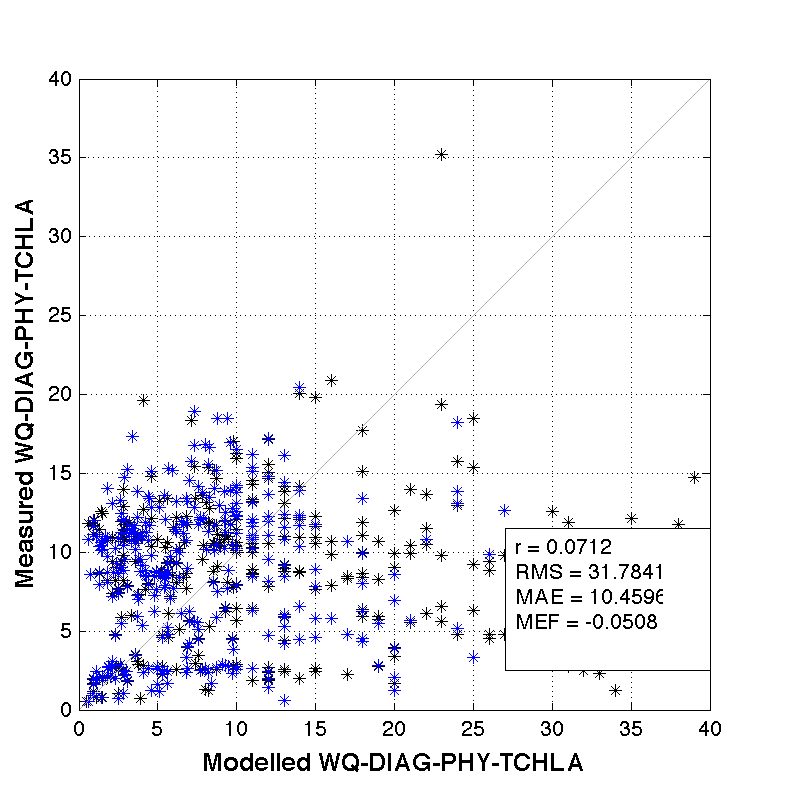 40
35
30
25
20
15
10
5
0
Measured WQ-DIAG-PHY-TCHLA
r = 0.0712
RMS = 31.7841
MAE = 10.4596
MEF = -0.0508
0 5 10 15 20 25 30 35 40
Modelled WQ-DIAG-PHY-TCHLA